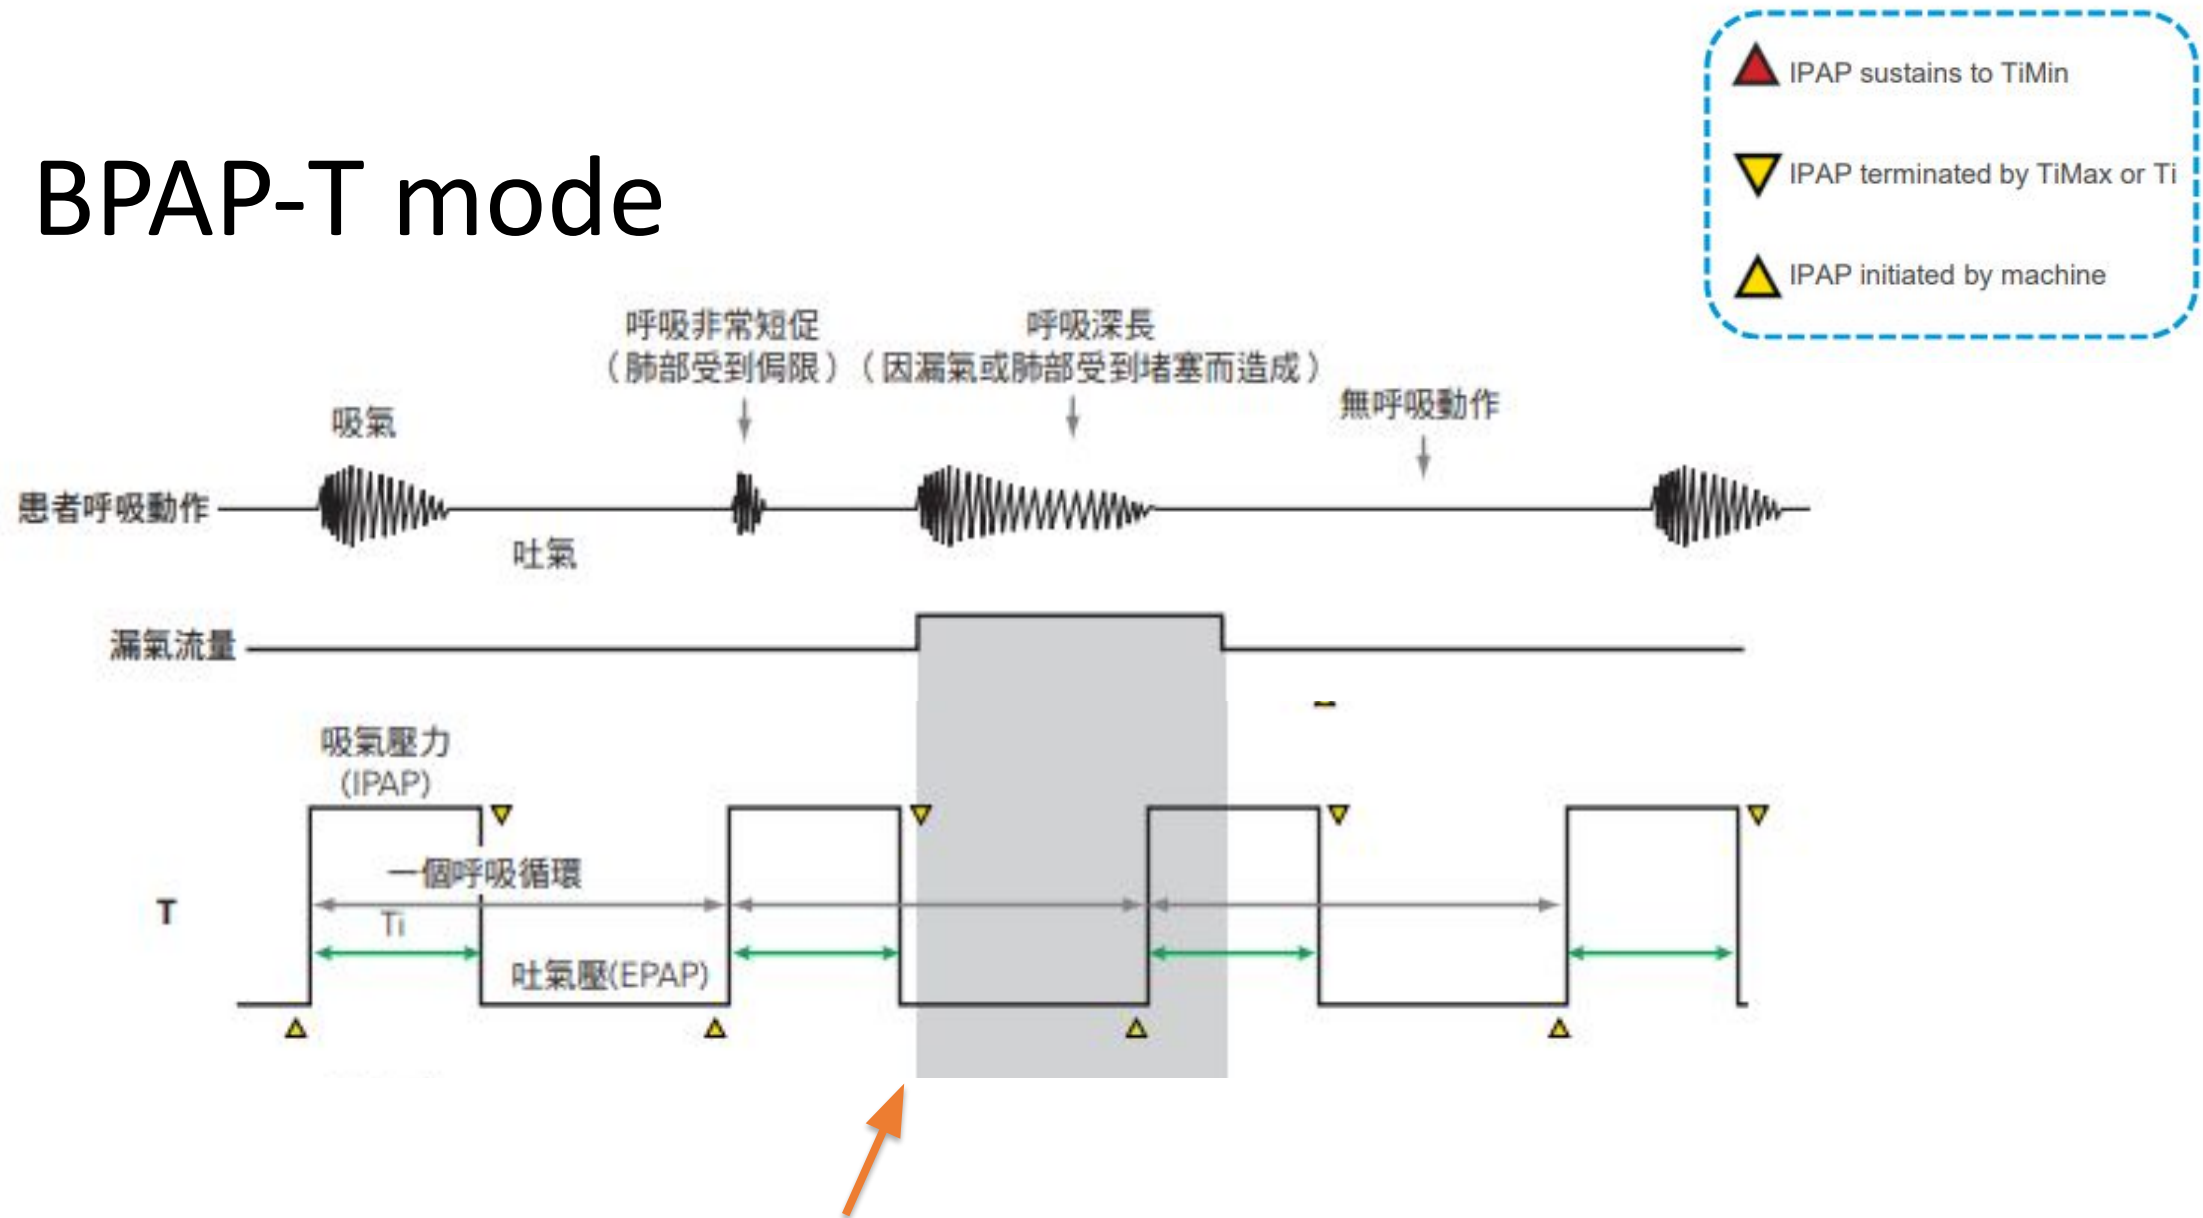 IPAP sustains to TiMin
IPAP terminated by TiMax or Ti
IPAP initiated by machine
BPAP-T mode
呼吸非常短促
（肺部受到侷限）
呼吸深長
（因漏氣或肺部受到堵塞而造成）
無呼吸動作
吸氣
患者呼吸動作
吐氣
漏氣流量
吸氣壓力
(IPAP)
一個呼吸循環
T
Ti
吐氣壓(EPAP)